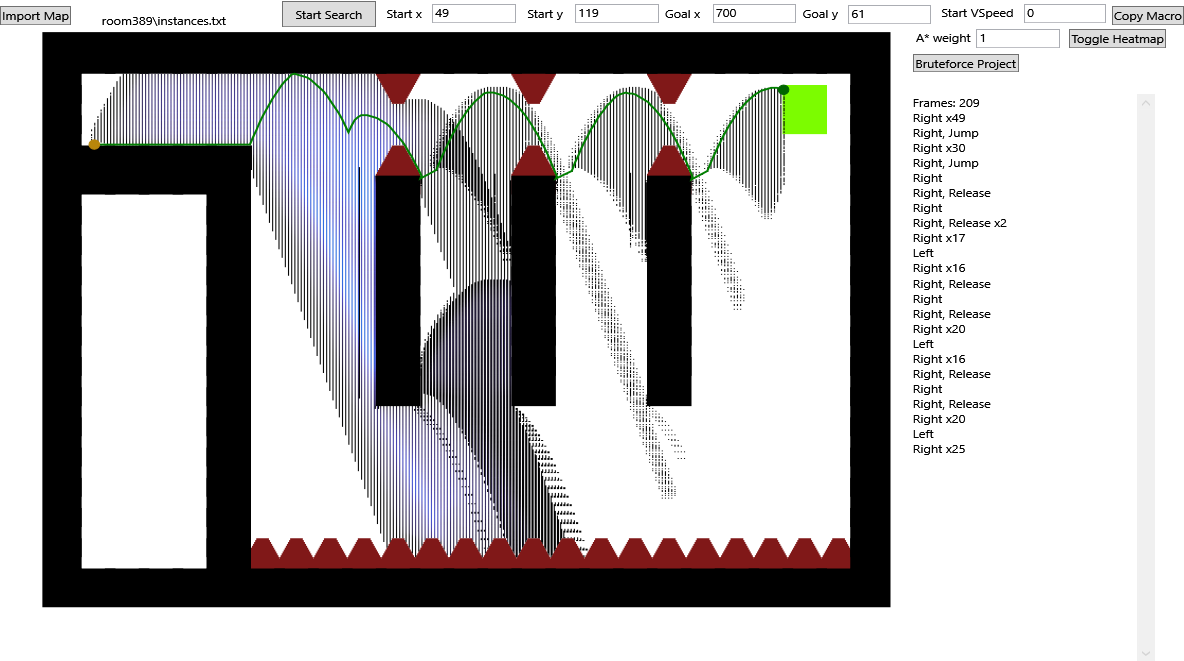 Import Map
room389\instances.txt
Start Search
Start x 49
Start y 119
Goal x 700
Goal y 61
Start VSpeed 0
Copy Macro
A* weight 1
Toggle Heatmap
Bruteforce Project
Frames: 209
Right x49
Right, Jump
Right x30
Right, Jump
Right
Right, Release
Right
Right, Release x2
Right x17
Left
Right x16
Right, Release
Right
Right, Release
Right x20
Left
Right x16
Right, Release
Right
Right, Release
Right x20
Left
Right x25